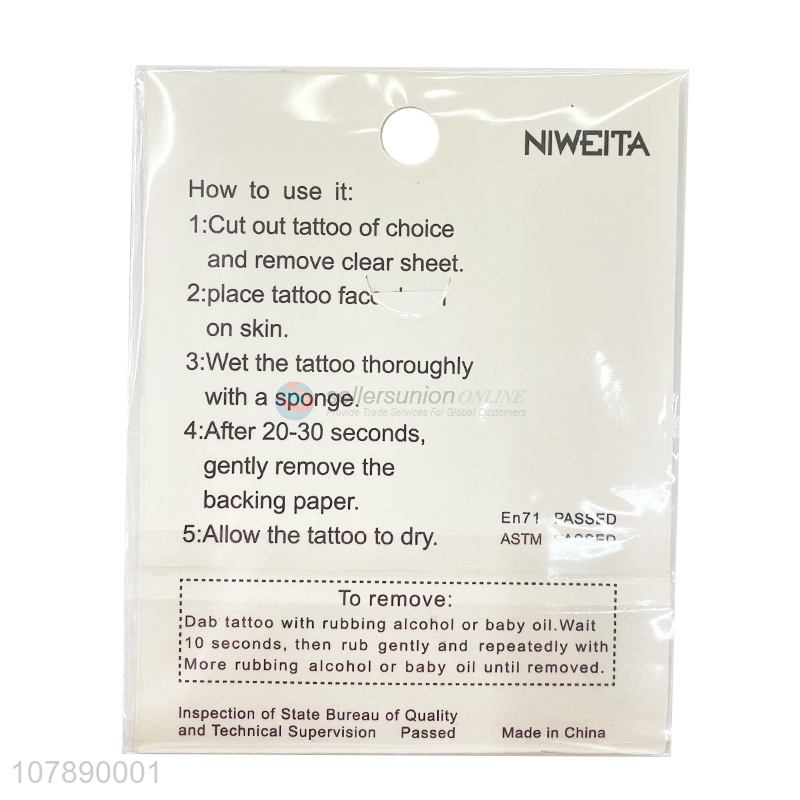 NIWEITA
How to use it:
1:Cut out tattoo of choice
and remove clear sheet.
2:place tattoo
on skin.
3:Wet the tattoo thoroughly
with a sponge.
sellersunion ONLINE
Provide Trade Services For Global Customers
4:After 20-30 seconds,
gently remove the
backing paper.
5:Allow the tattoo to dry.
En71 PASSED
ASTM PASSED
To remove:
Dab tattoo with rubbing alcohol or baby oil.Wait
10 seconds, then rub gently and repeatedly with
More rubbing alcohol or baby oil until removed.
Inspection of State Bureau of Quality
and Technical Supervision Passed
Made in China
107890001